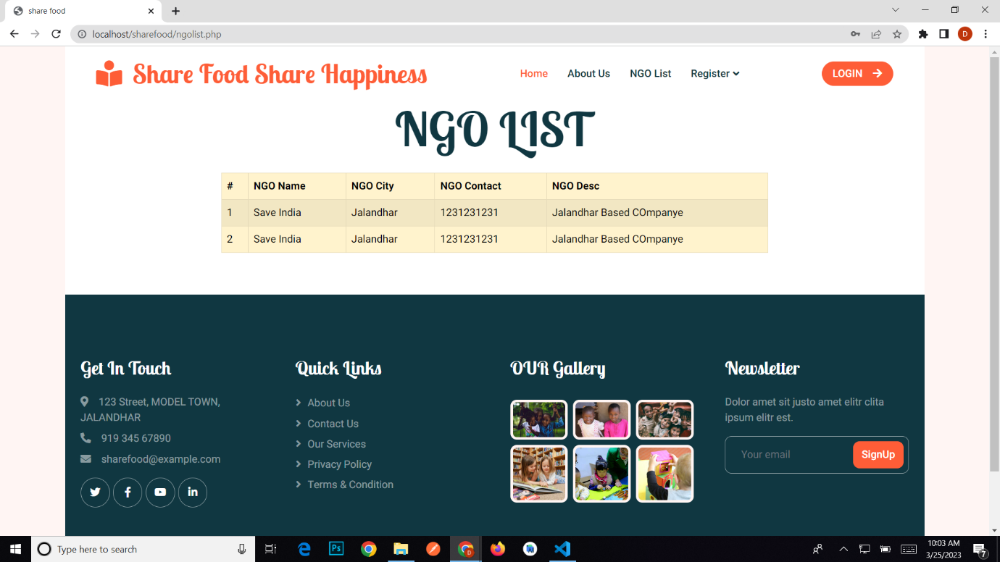 share food
localhost/sharefood/ngolist.php
D
Share Food Share Happiness
Home
About Us
NGO List
Register
LOGIN
NGO LIST
# NGO Name NGO City NGO Contact NGO Desc
1 Save India Jalandhar 1231231231 Jalandhar Based COmpanye
2 Save India Jalandhar 1231231231 Jalandhar Based COmpanye
Get In Touch
123 Street, MODEL TOWN,
JALANDHAR
919 345 67890
sharefood@example.com
Quick Links
About Us
Contact Us
Our Services
Privacy Policy
Terms & Condition
OUR Gallery
Newsletter
Dolor amet sit justo amet elitr clita
ipsum elitr est.
Your email
SignUp
Type here to search
Ps
D
10:03 AM
3/25/2023
7